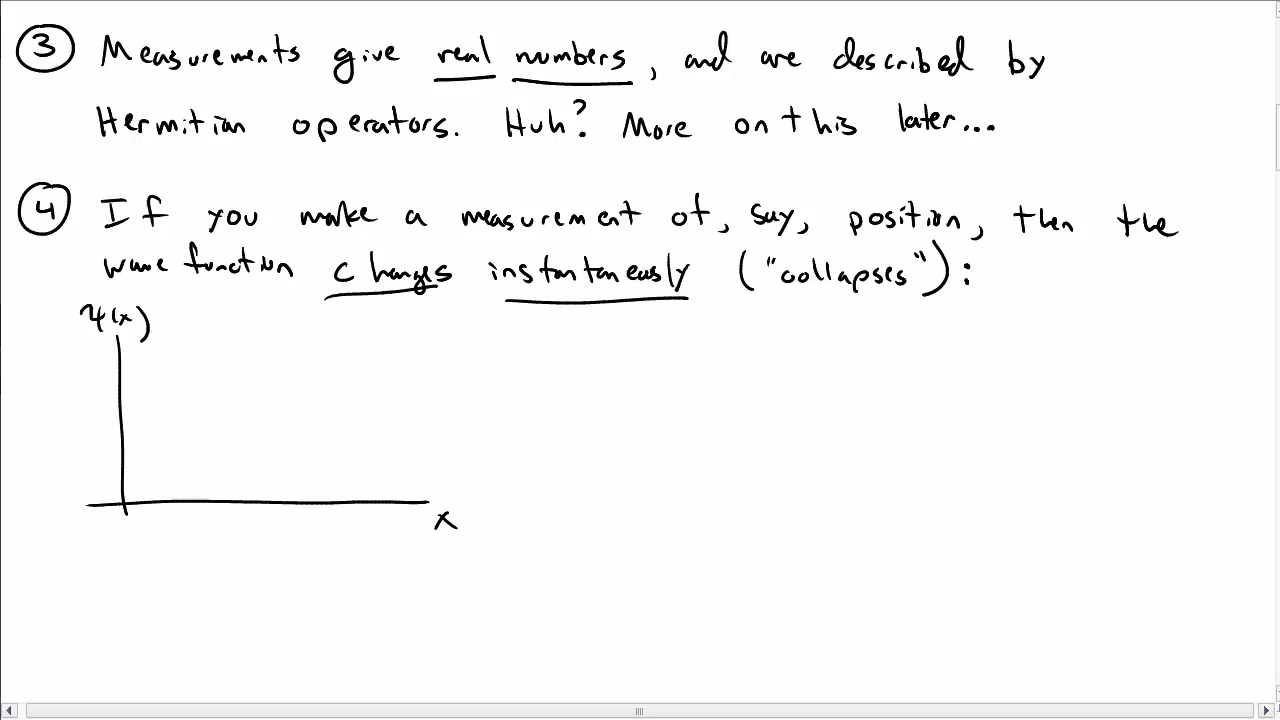 ③ Measurements give real numbers, and are described by
Hermitian operators. Huh? More on this later...
④ If you make a measurement of, say, position, then the
wave function changes instantaneously ("collapses"):
Ψ(x)
x